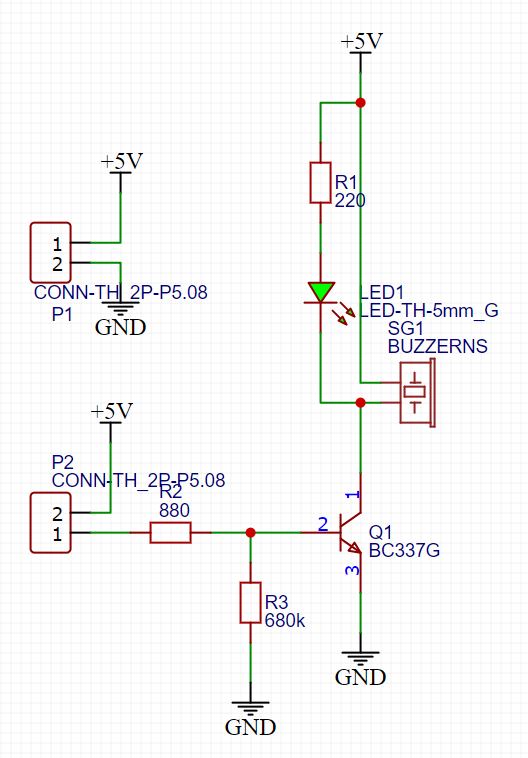 +5V
R1
220
+5V
1
2
CONN-TH_2P-P5.08
P1
GND
LED1
LED-TH-5mm_G
SG1
BUZZERNS
+5V
P2
CONN-TH_2P-P5.08
R2
880
2
1
1
2
3
Q1
BC337G
R3
680k
GND
GND